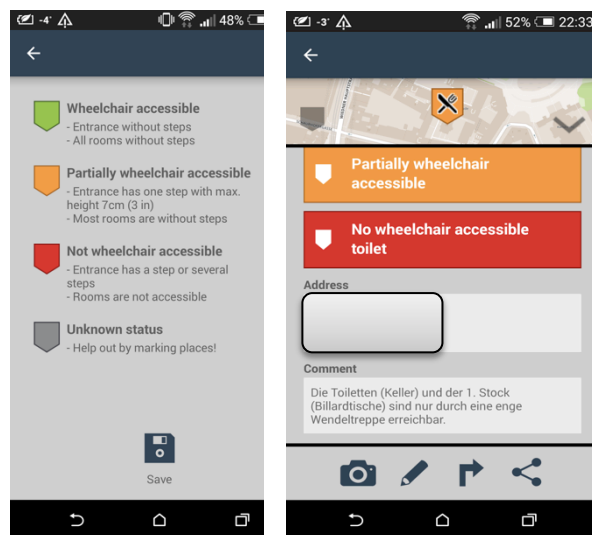 -4°
48%
Wheelchair accessible
- Entrance without steps
- All rooms without steps
Partially wheelchair accessible
- Entrance has one step with max.
height 7cm (3 in)
- Most rooms are without steps
Not wheelchair accessible
- Entrance has a step or several
steps
- Rooms are not accessible
Unknown status
- Help out by marking places!
Save
-3°
52%
22:33
Partially wheelchair
accessible
No wheelchair accessible
toilet
Address
Comment
Die Toiletten (Keller) und der 1. Stock
(Billardtische) sind nur durch eine enge
Wendeltreppe erreichbar.